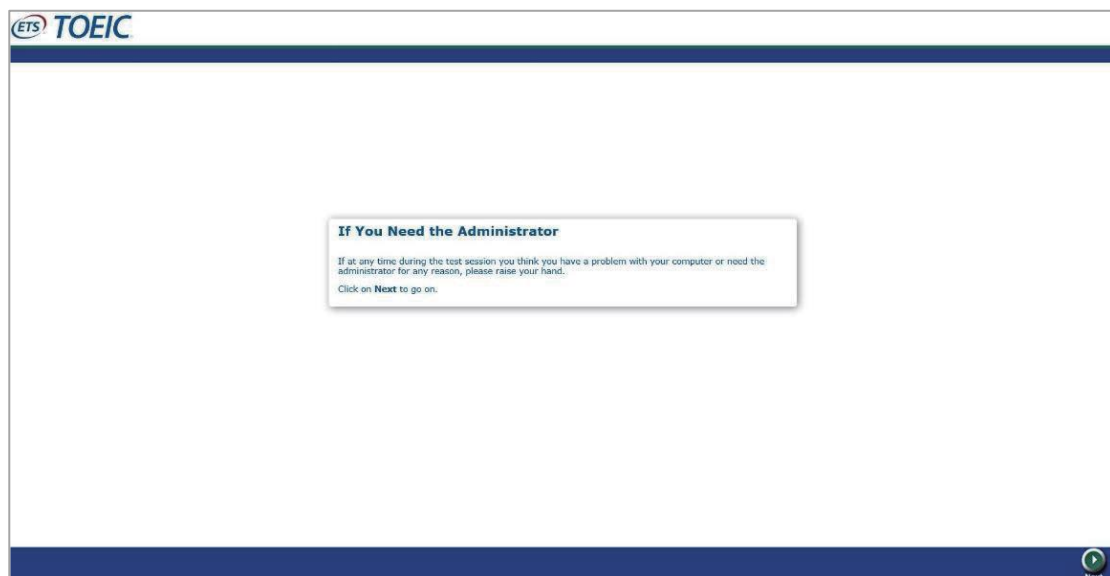 ETS TOEIC
If You Need the Administrator
If at any time during the test session you think you have a problem with your computer or need the
administrator for any reason, please raise your hand.
Click on Next to go on.
Next